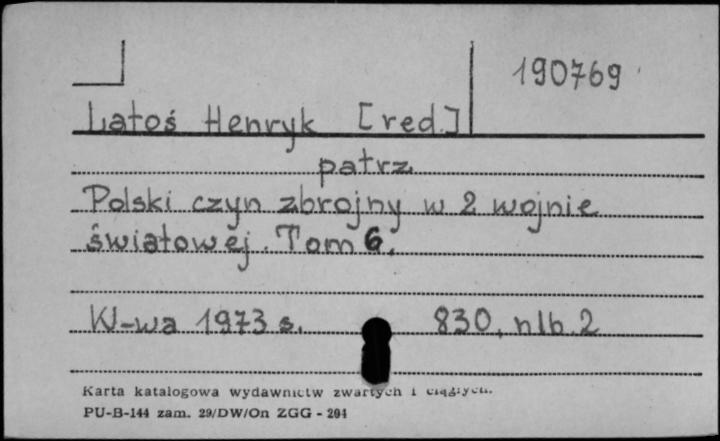 190769
Latoś Henryk [red.]
patrz
Polski czyn zbrojny w 2 wojnie
światowej. Tom 6.
W-wa 1973 s. 830, nlb. 2
Karta katalogowa wydawnictw zwartych i ciągłych.
PU-B-144 zam. 29/DW/On ZGG - 204